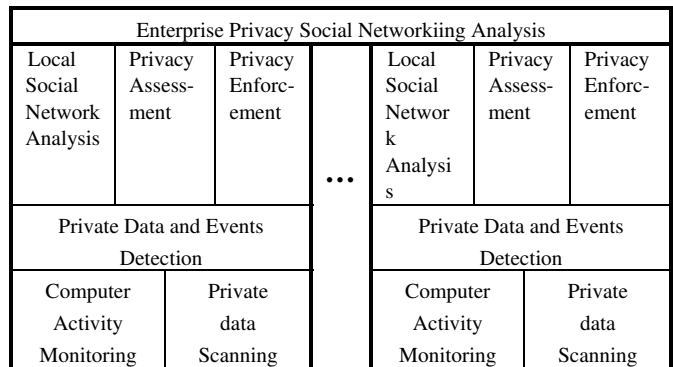 Enterprise Privacy Social Networkiing Analysis
Local
Social
Network
Analysis
Privacy
Assess-
ment
Privacy
Enforc-
ement
...
Local
Social
Networ
k
Analysi
s
Privacy
Assess-
ment
Privacy
Enforc-
ement
Private Data and Events
Detection
Private Data and Events
Detection
Computer
Activity
Monitoring
Private
data
Scanning
Computer
Activity
Monitoring
Private
data
Scanning